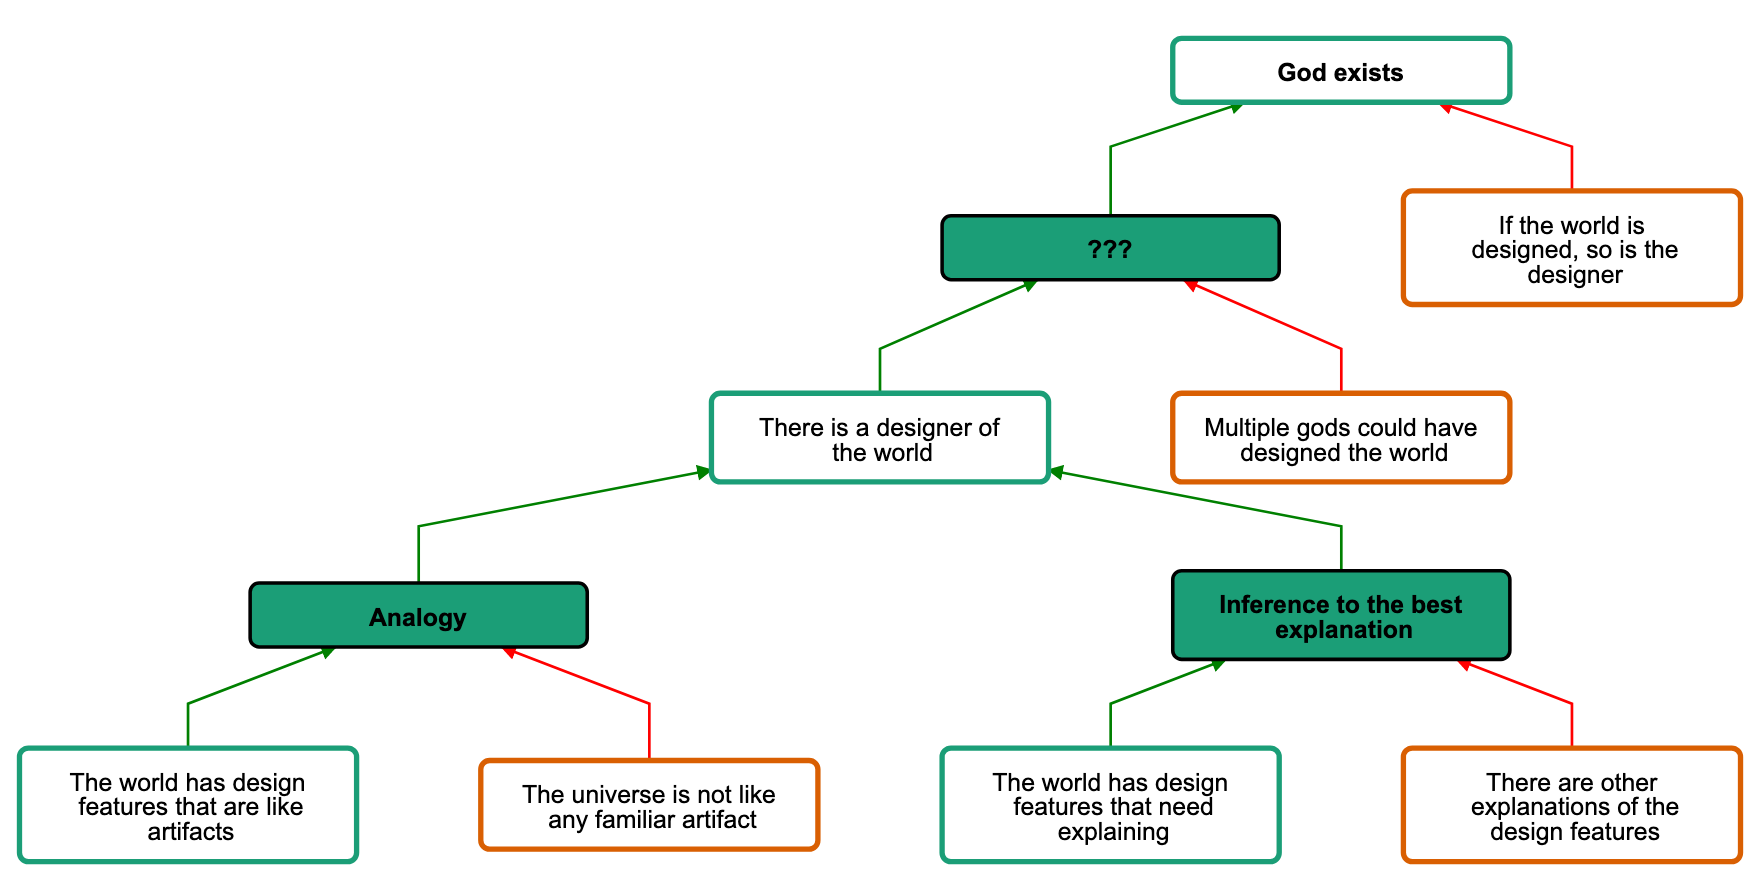 God exists
If the world is
designed, so is the
designer
???
There is a designer of
the world
Multiple gods could have
designed the world
Analogy
Inference to the best
explanation
The world has design
features that are like
artifacts
The universe is not like
any familiar artifact
The world has design
features that need
explaining
There are other
explanations of the
design features